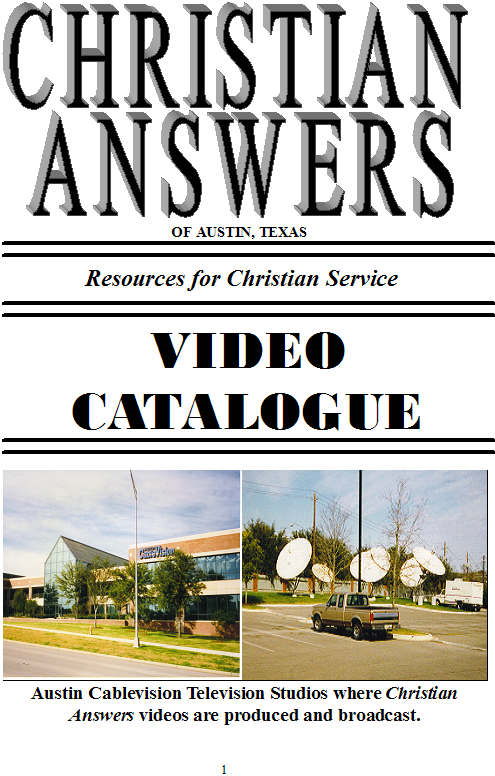 CHRISTIAN
ANSWERS
OF AUSTIN, TEXAS
Resources for Christian Service
VIDEO
CATALOGUE
Austin Cablevision Television Studios where Christian
Answers videos are produced and broadcast.
1